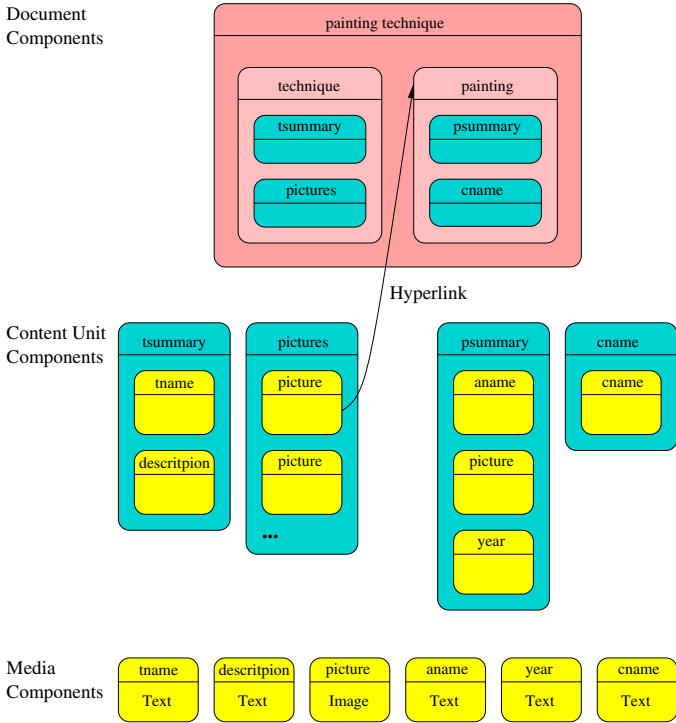 Document
Components
painting technique
technique
painting
tsummary
psummary
pictures
cname
Hyperlink
Content Unit
Components
tsummary
pictures
psummary
cname
tname
picture
aname
cname
descritpion
picture
picture
...
year
Media
Components
tname
descritpion
picture
aname
year
cname
Text
Text
Image
Text
Text
Text